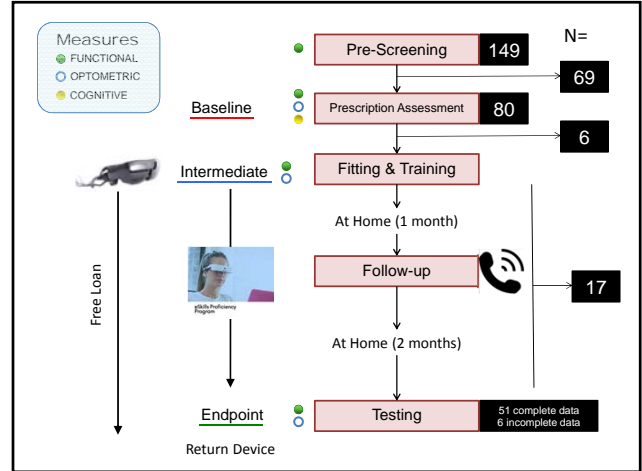 Measures
FUNCTIONAL
OPTOMETRIC
COGNITIVE
N=
Pre-Screening
149
69
Baseline
Prescription Assessment
80
6
Intermediate
Fitting & Training
At Home (1 month)
Free Loan
Follow-up
17
eSkills Proficiency
Program
At Home (2 months)
Endpoint
Testing
51 complete data
6 incomplete data
Return Device